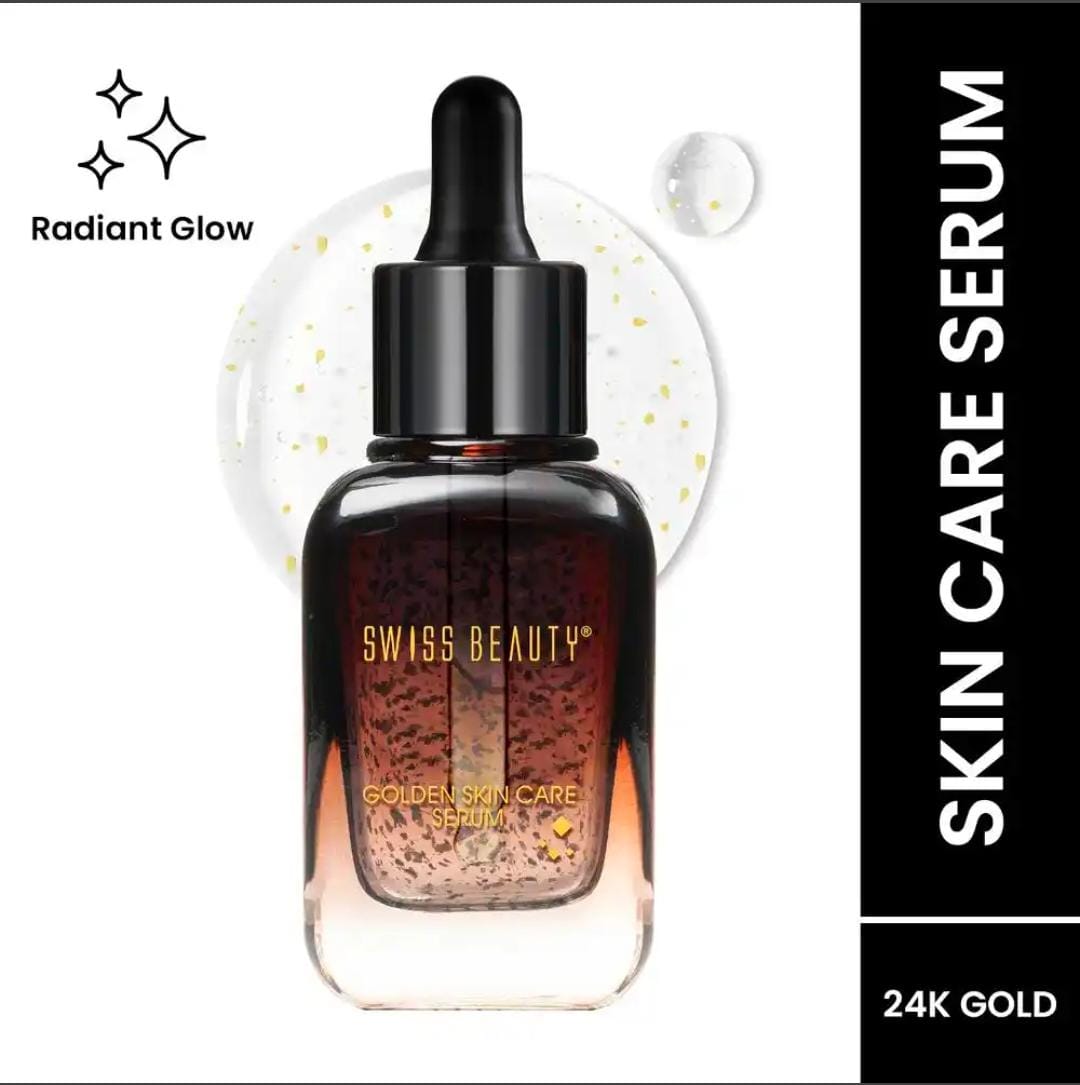 Radiant Glow
SWISS BEAUTY®
GOLDEN SKIN CARE
SERUM
SKIN CARE SERUM
24K GOLD